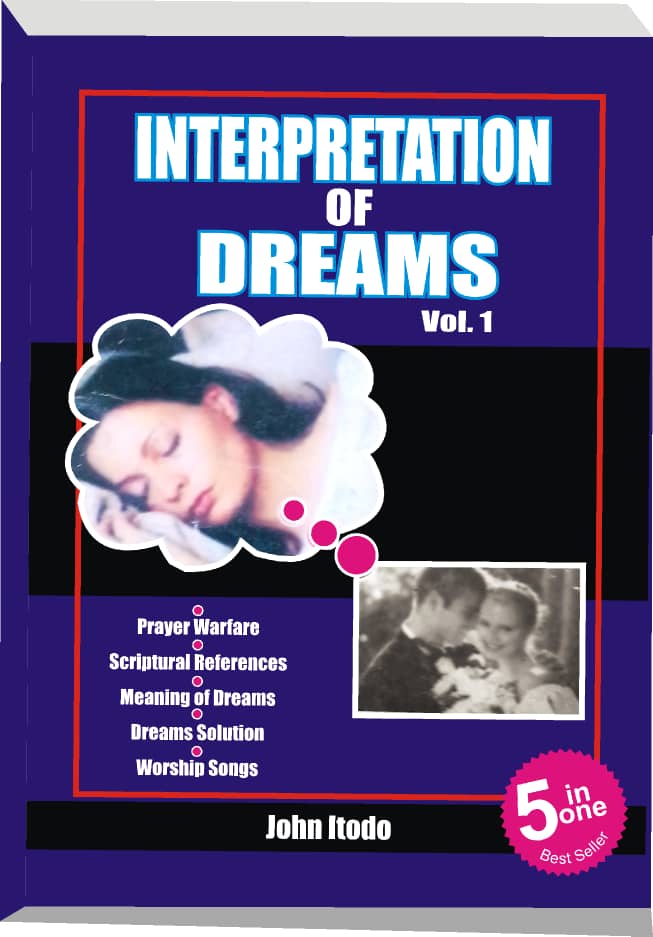 INTERPRETATION
OF
DREAMS
Vol. 1
Prayer Warfare
Scriptural References
Meaning of Dreams
Dreams Solution
Worship Songs
John Itodo
5 in one
Best Seller